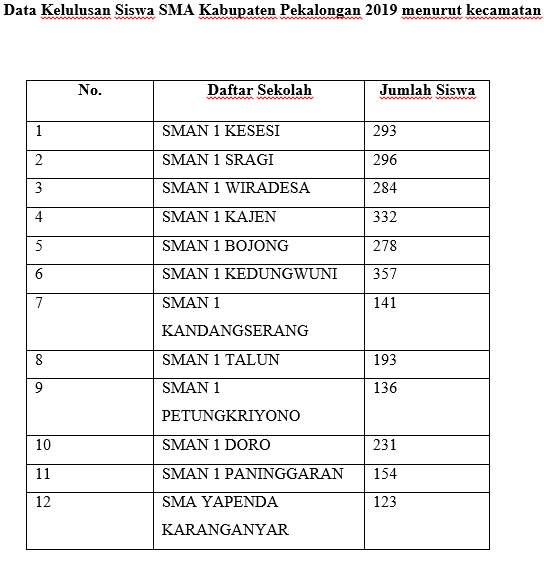 Data Kelulusan Siswa SMA Kabupaten Pekalongan 2019 menurut kecamatan
No. Daftar Sekolah Jumlah Siswa
1 SMAN 1 KESESI 293
2 SMAN 1 SRAGI 296
3 SMAN 1 WIRADESA 284
4 SMAN 1 KAJEN 332
5 SMAN 1 BOJONG 278
6 SMAN 1 KEDUNGWUNI 357
7 SMAN 1 141
KANDANGSERANG
8 SMAN 1 TALUN 193
9 SMAN 1 136
PETUNGKRIYONO
10 SMAN 1 DORO 231
11 SMAN 1 PANINGGARAN 154
12 SMA YAPENDA 123
KARANGANYAR